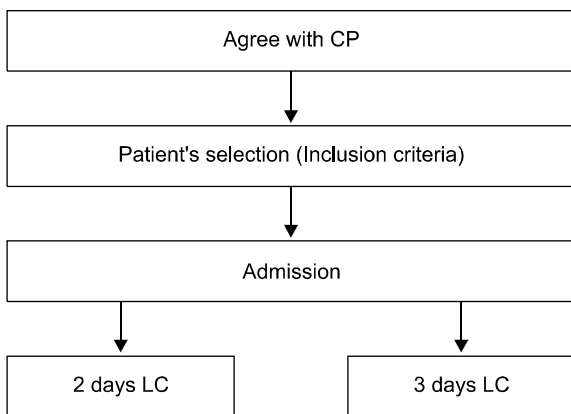 Agree with CP
Patient's selection (Inclusion criteria)
Admission
2 days LC
3 days LC